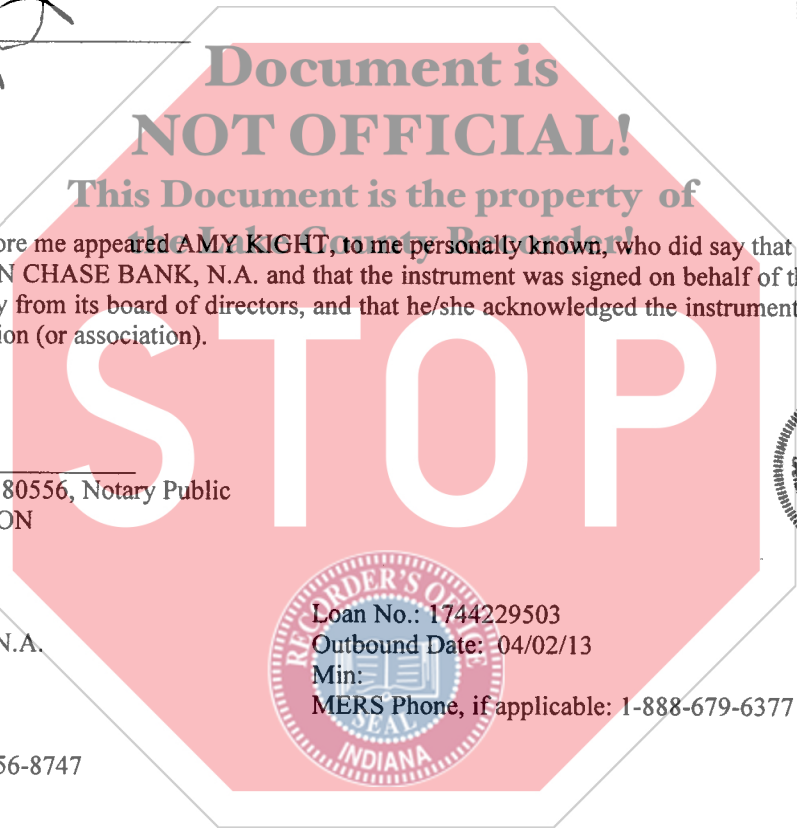 Document is
NOT OFFICIAL!
This Document is the property of
the Lake County Recorder!
ore me appeared AMY KIGHT, to me personally known, who did say that
N CHASE BANK, N.A. and that the instrument was signed on behalf of th
y from its board of directors, and that he/she acknowledged the instrument
ion (or association).
STOP
80556, Notary Public
ON
RECORDER'S OFFICE
Loan No.: 1744229503
N.A.
Outbound Date: 04/02/13
Min:
MERS Phone, if applicable: 1-888-679-6377
SEAL
INDIANA
56-8747